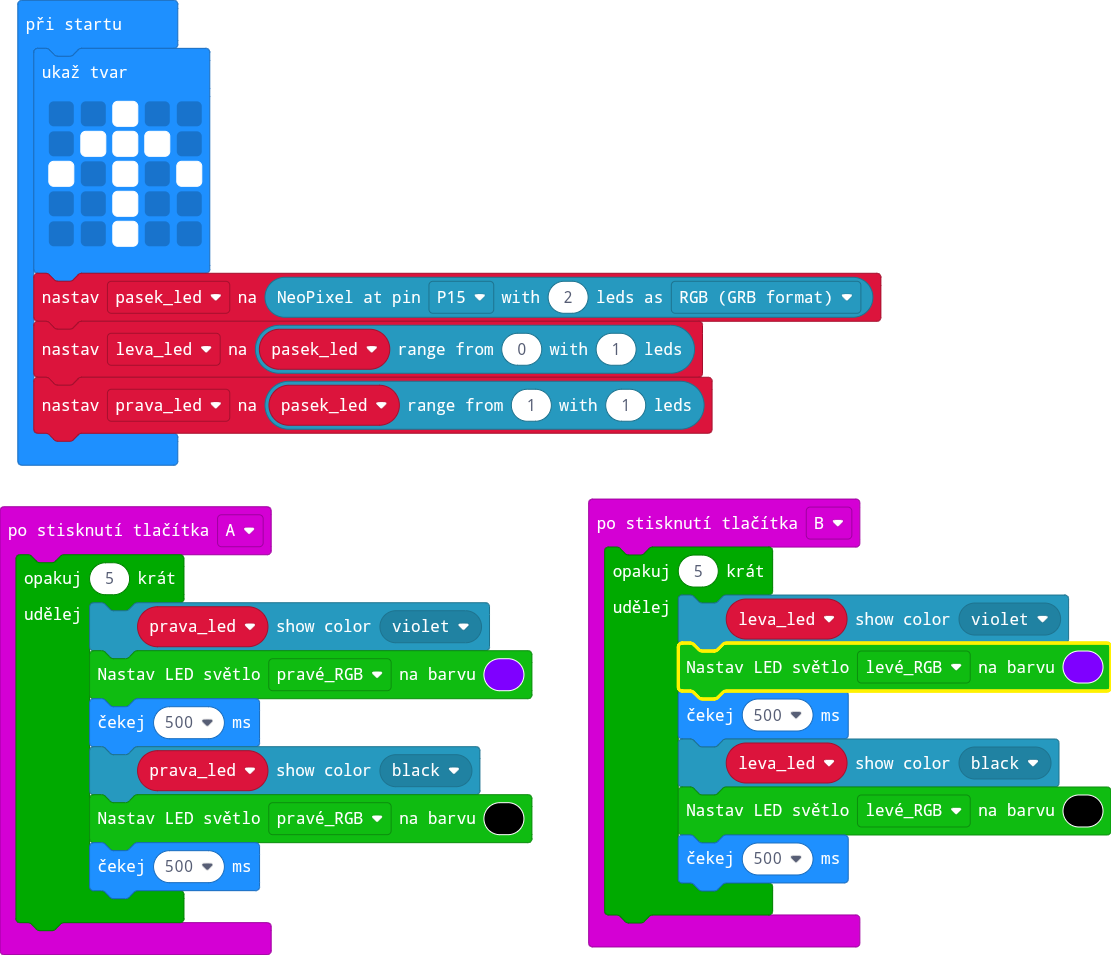 při startu
ukaž tvar
nastav pasek_led na NeoPixel at pin P15 with 2 leds as RGB (GRB format)
nastav leva_led na pasek_led range from 0 with 1 leds
nastav prava_led na pasek_led range from 1 with 1 leds
po stisknutí tlačítka A
opakuj 5 krát
udělej
prava_led show color violet
Nastav LED světlo pravé_RGB na barvu
čekej 500 ms
prava_led show color black
Nastav LED světlo pravé_RGB na barvu
čekej 500 ms
po stisknutí tlačítka B
opakuj 5 krát
udělej
leva_led show color violet
Nastav LED světlo levé_RGB na barvu
čekej 500 ms
leva_led show color black
Nastav LED světlo levé_RGB na barvu
čekej 500 ms